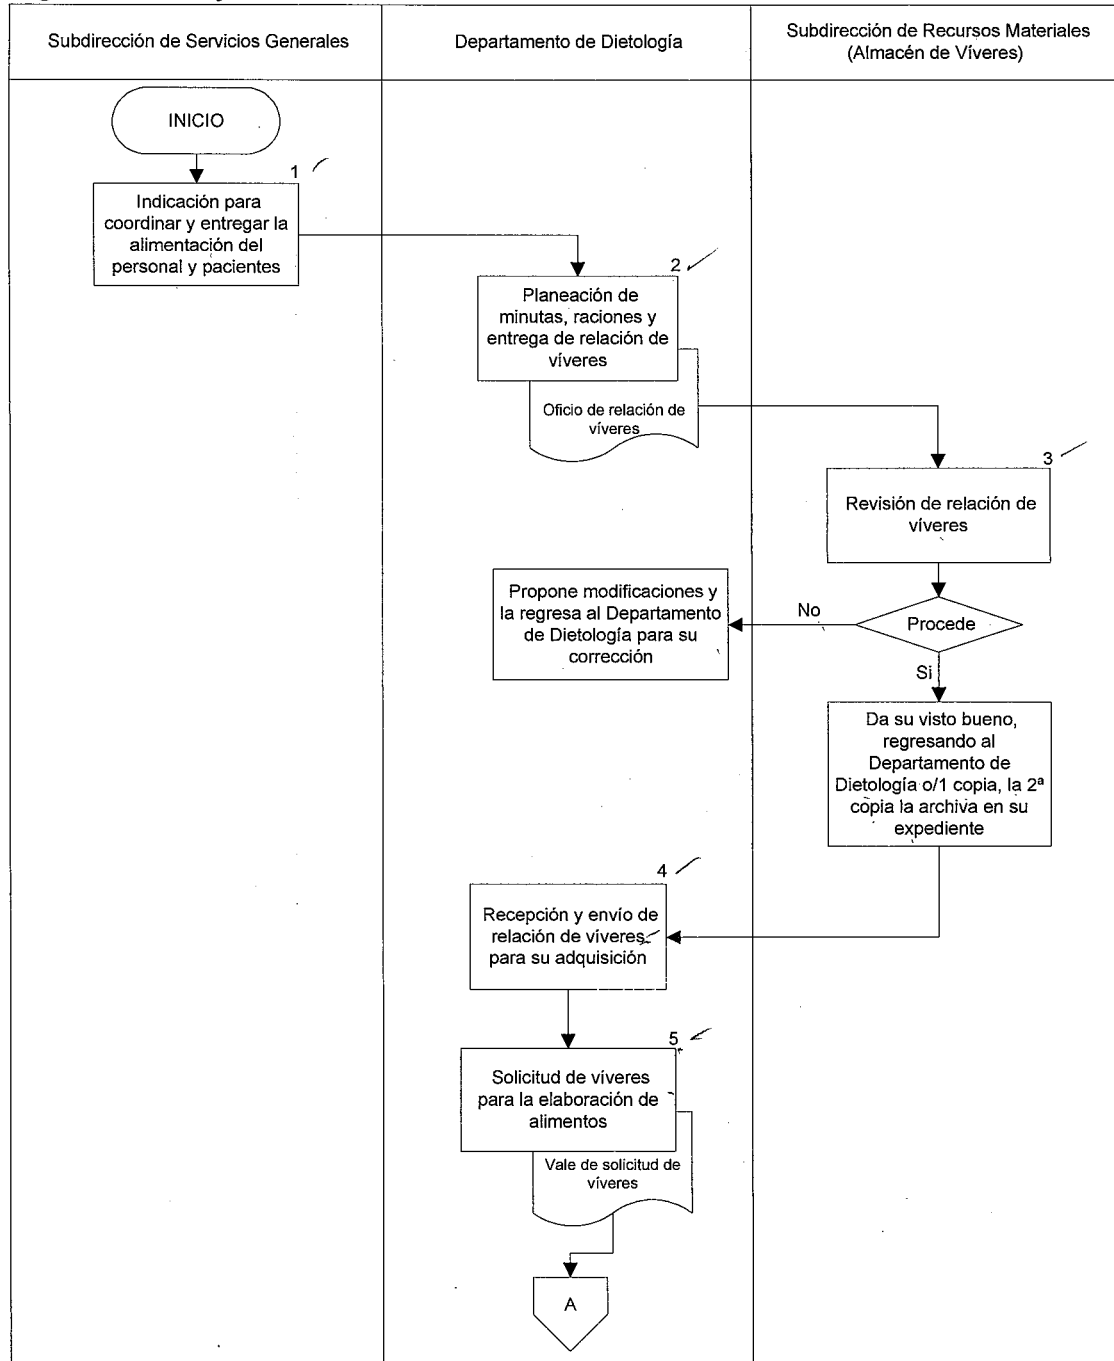 Subdirección de Servicios Generales
Departamento de Dietología
Subdirección de Recursos Materiales
(Almacén de Víveres)
INICIO
1
Indicación para
coordinar y entregar la
alimentación del
personal y pacientes
2
Planeación de
minutas, raciones y
entrega de relación de
víveres
Oficio de relación de
víveres
3
Revisión de relación de
víveres
Procede
No
Propone modificaciones y
la regresa al Departamento
de Dietología para su
corrección
Si
Da su visto bueno,
regresando al
Departamento de
Dietología o/1 copia, la 2ª
copia la archiva en su
expediente
4
Recepción y envío de
relación de víveres
para su adquisición
5
Solicitud de víveres
para la elaboración de
alimentos
Vale de solicitud de
víveres
A